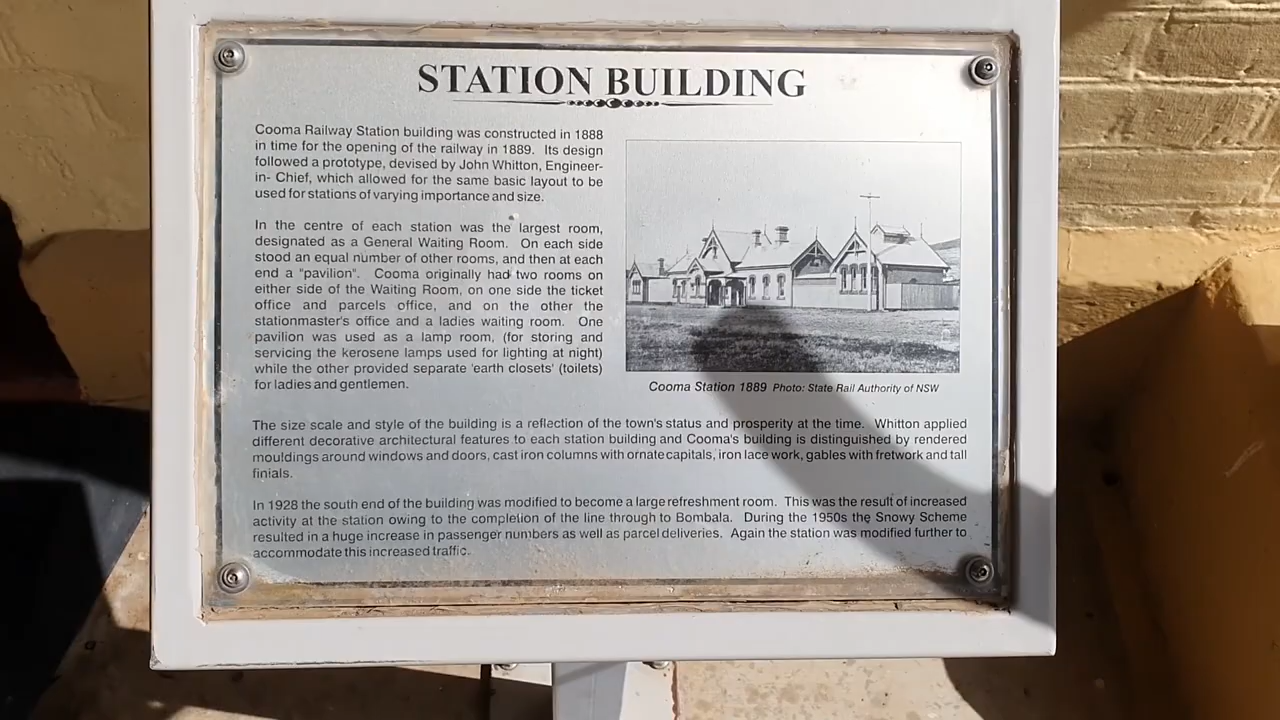 STATION BUILDING
Cooma Railway Station building was constructed in 1888
in time for the opening of the railway in 1889. Its design
followed a prototype, devised by John Whitton, Engineer-
in- Chief, which allowed for the same basic layout to be
used for stations of varying importance and size.
In the centre of each station was the largest room,
designated as a General Waiting Room. On each side
stood an equal number of other rooms, and then at each
end a "pavilion". Cooma originally had two rooms on
either side of the Waiting Room, on one side the ticket
office and parcels office, and on the other the
stationmaster's office and a ladies waiting room. One
pavilion was used as a lamp room, (for storing and
servicing the kerosene lamps used for lighting at night)
while the other provided separate 'earth closets' (toilets)
for ladies and gentlemen.
Cooma Station 1889 Photo: State Rail Authority of NSW
The size scale and style of the building is a reflection of the town's status and prosperity at the time. Whitton applied
different decorative architectural features to each station building and Cooma's building is distinguished by rendered
mouldings around windows and doors, cast iron columns with ornate capitals, iron lace work, gables with fretwork and tall
finials.
In 1928 the south end of the building was modified to become a large refreshment room. This was the result of increased
activity at the station owing to the completion of the line through to Bombala. During the 1950s the Snowy Scheme
resulted in a huge increase in passenger numbers as well as parcel deliveries. Again the station was modified further to
accommodate this increased traffic.